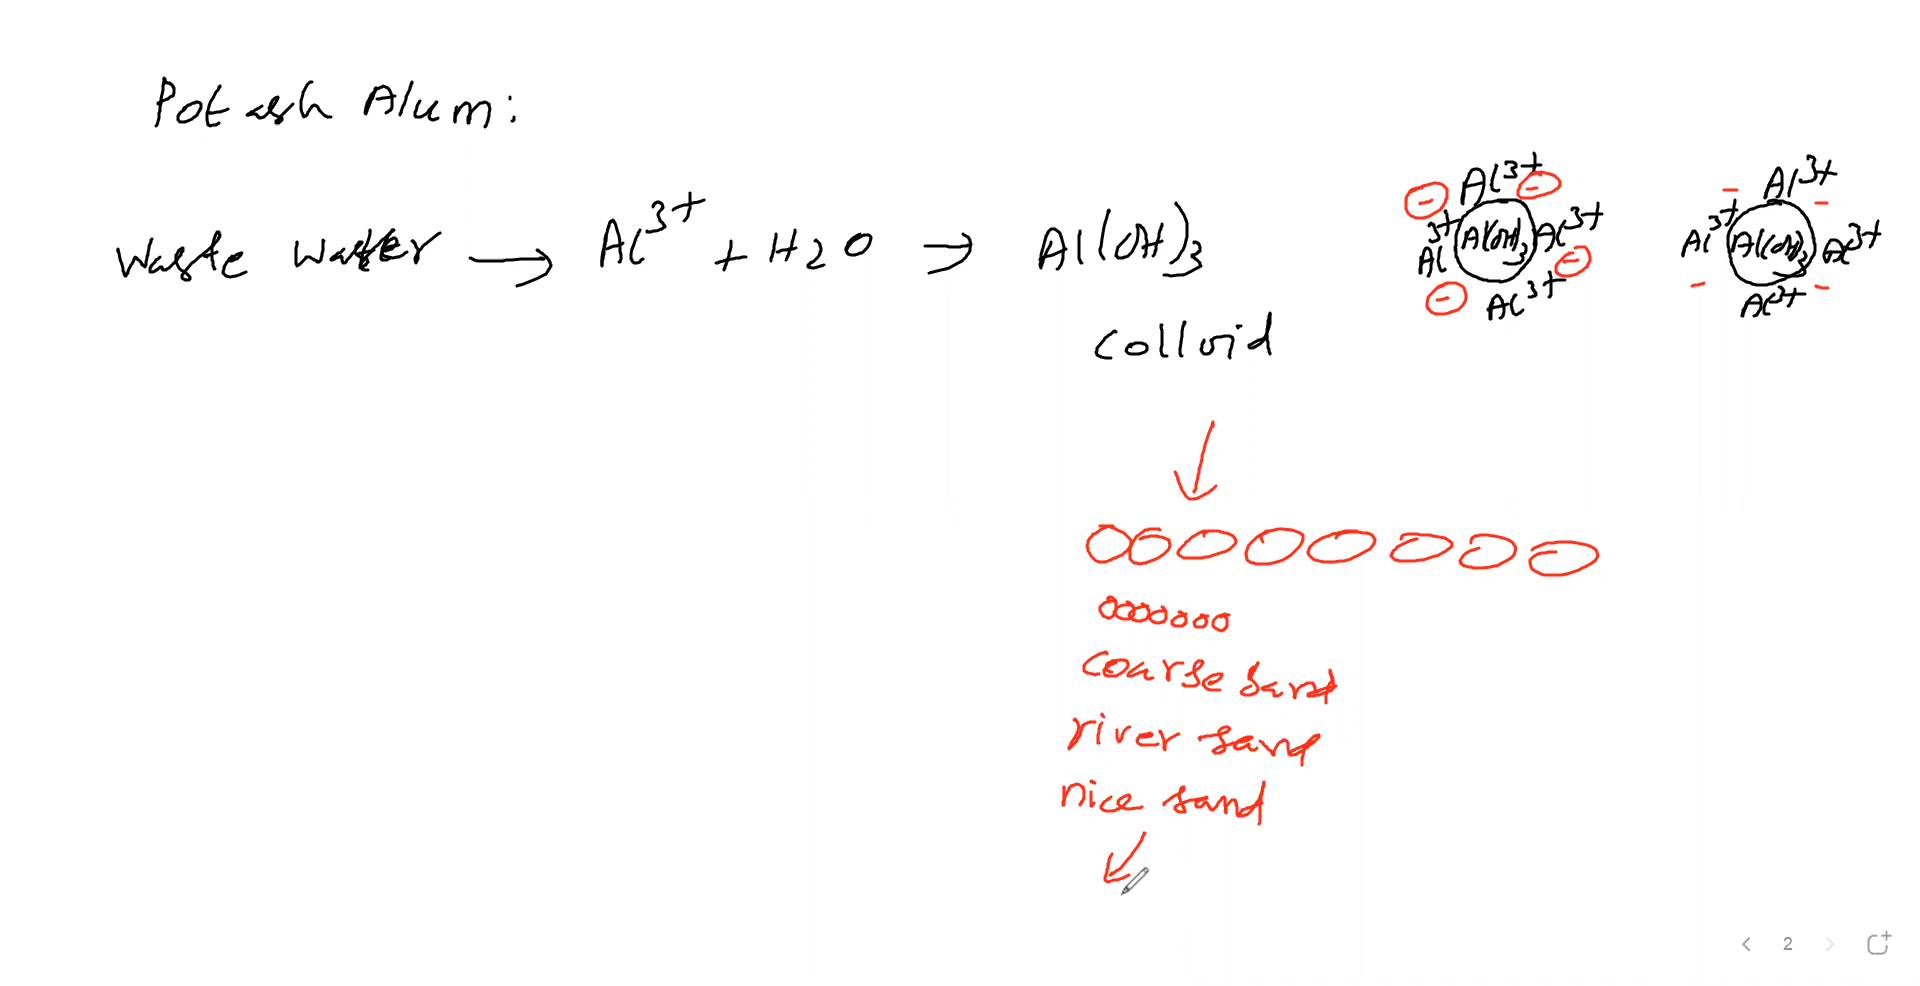 Potash Alum:
Waste Water → Al³⁺ + H2O → Al(OH)3
colloid
Al³⁺
Al³⁺ Al(OH)3 Al³⁺
Al³⁺
Al³⁺
Al³⁺ Al(OH)3 Al³⁺
Al³⁺
coarse sand
river sand
nice sand
2